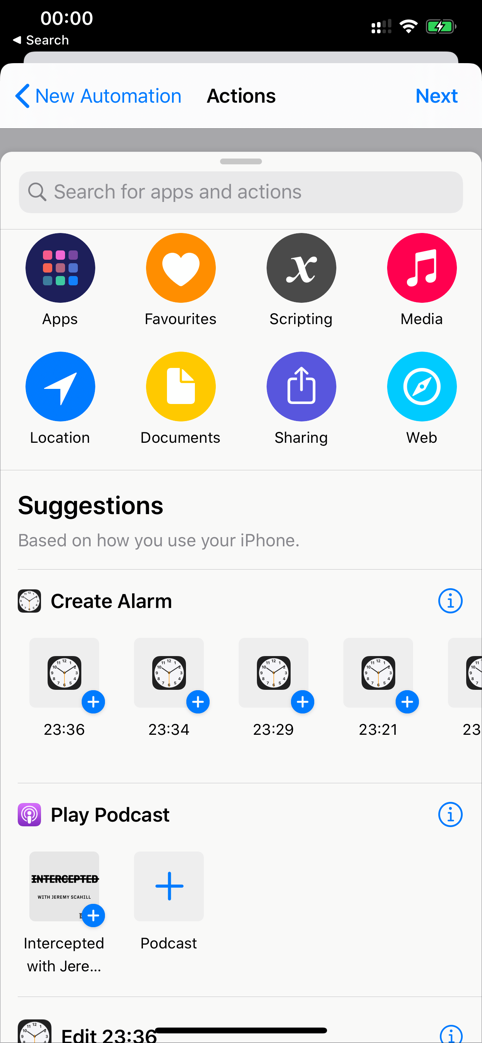 00:00
◀ Search
New Automation Actions Next
Search for apps and actions
Apps Favourites Scripting Media
Location Documents Sharing Web
Suggestions
Based on how you use your iPhone.
Create Alarm
23:36 23:34 23:29 23:21 23
Play Podcast
INTERCEPTED
WITH JEREMY SCAHILL
Intercepted Podcast
with Jere...
Edit 23:36